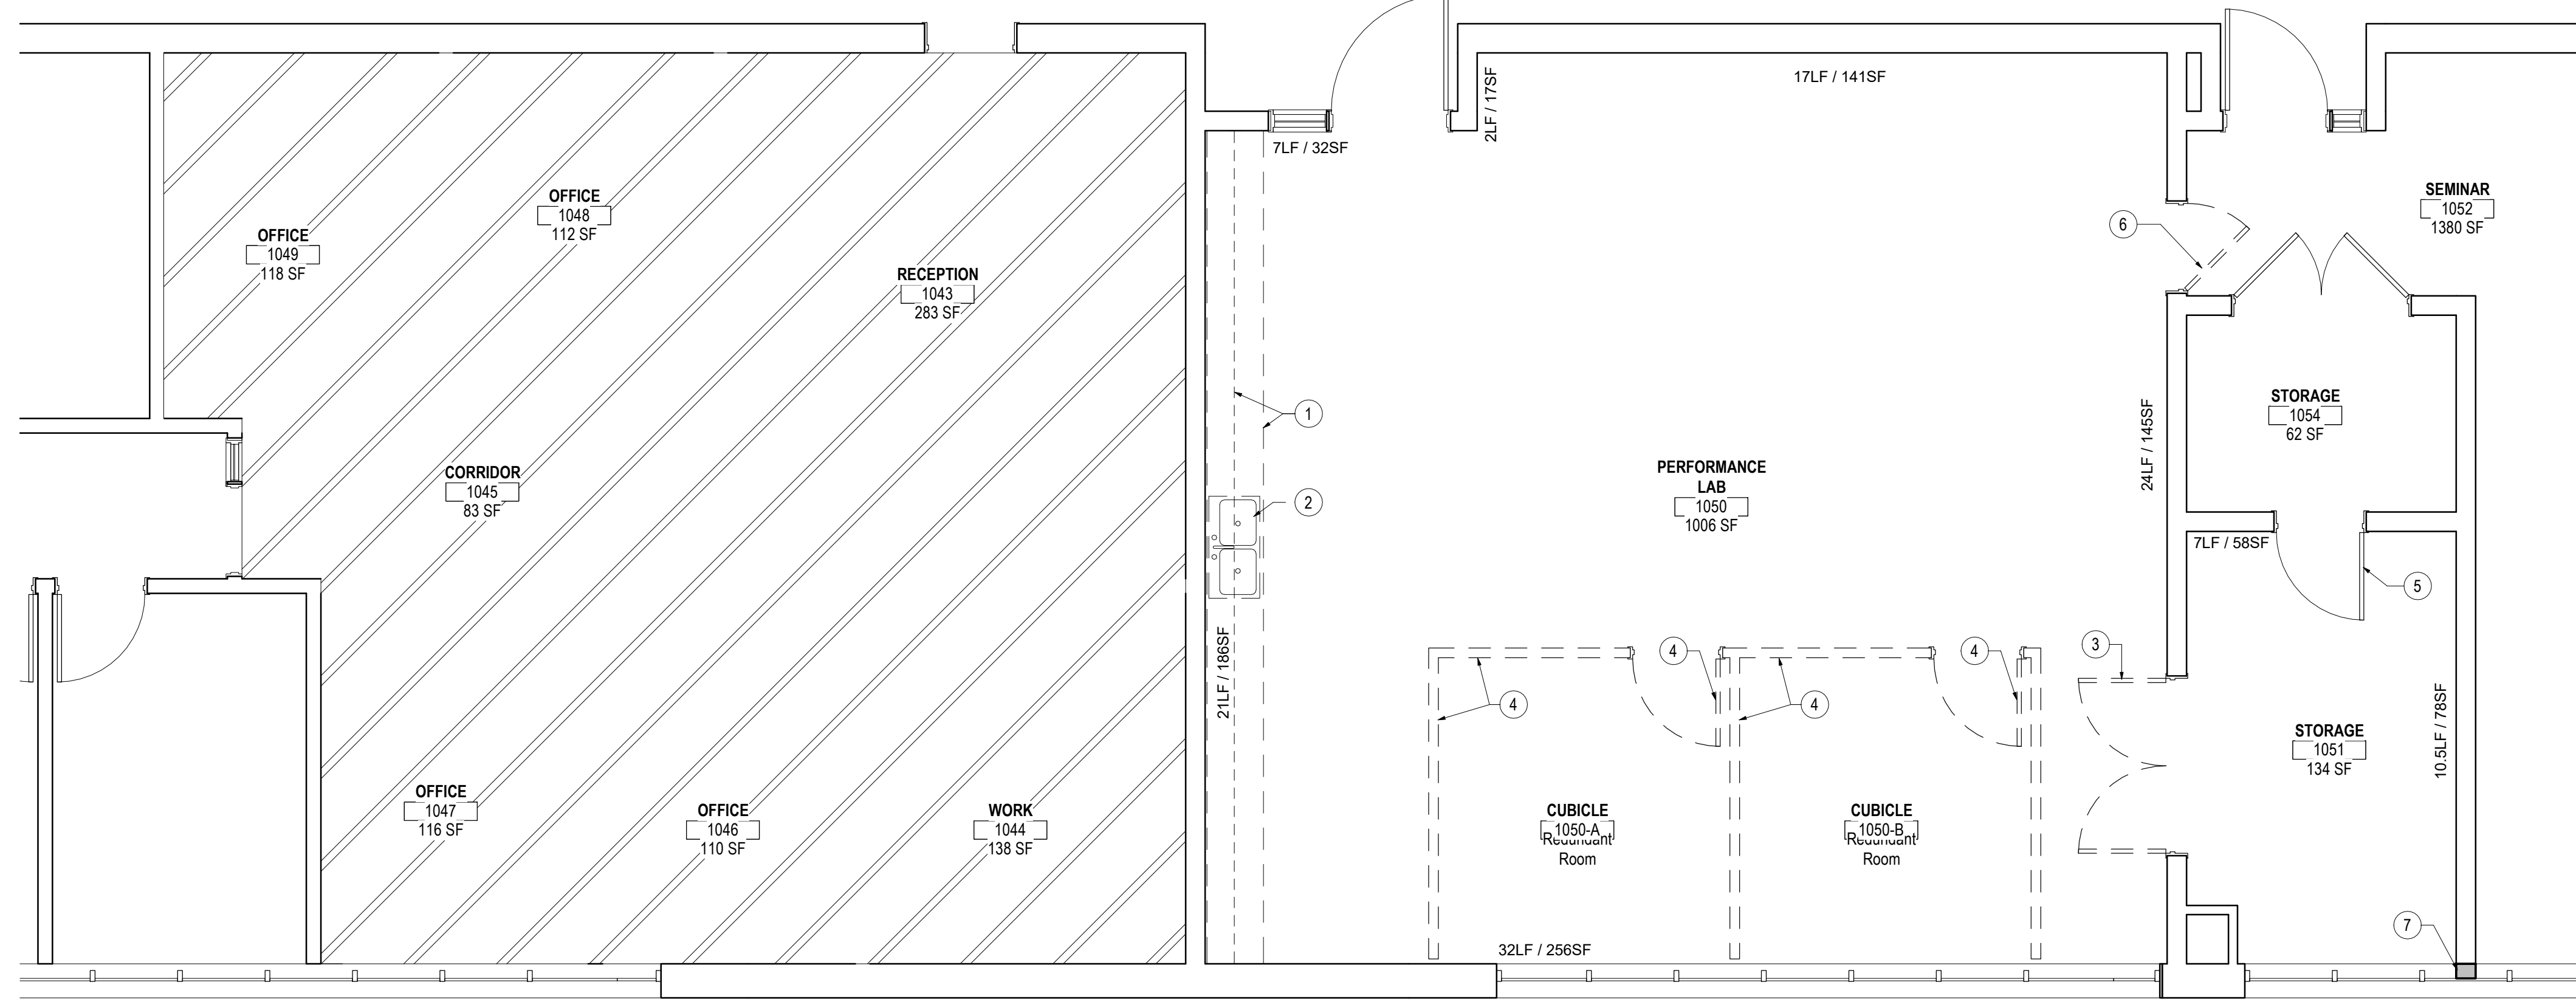 17LF / 141SF
2LF / 17SF
7LF / 32SF
OFFICE
1049
118 SF
OFFICE
1048
112 SF
RECEPTION
1043
283 SF
SEMINAR
1052
1380 SF
6
1
STORAGE
1054
62 SF
CORRIDOR
1045
83 SF
2
PERFORMANCE
LAB
1050
1006 SF
24LF / 145SF
7LF / 58SF
5
21LF / 186SF
4
4
3
4
4
OFFICE
1047
116 SF
OFFICE
1046
110 SF
WORK
1044
138 SF
CUBICLE
1050-A
Redundant
Room
CUBICLE
1050-B
Redundant
Room
STORAGE
1051
134 SF
10.5LF / 78SF
7
32LF / 256SF